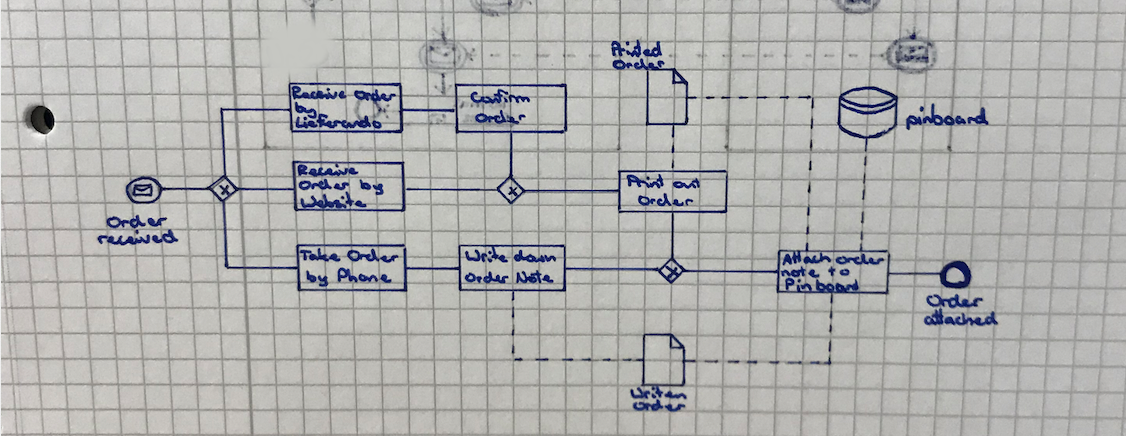 Printed
Order
Receive Order
by
Lieferando
Confirm
Order
pinboard
Receive
Order by
Website
Print out
Order
Order
received
Take Order
by Phone
Write down
Order Note
Attach order
note to
Pinboard
Order
attached
Writen
Order